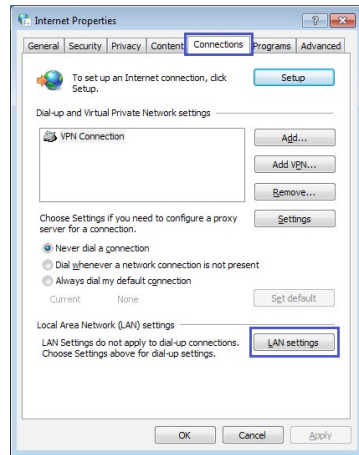 Internet Properties
General Security Privacy Content Connections Programs Advanced
To set up an Internet connection, click
Setup.
Setup
Dial-up and Virtual Private Network settings
VPN Connection
Add...
Add VPN...
Remove...
Choose Settings if you need to configure a proxy
server for a connection.
Settings
Never dial a connection
Dial whenever a network connection is not present
Always dial my default connection
Current None
Set default
Local Area Network (LAN) settings
LAN Settings do not apply to dial-up connections.
Choose Settings above for dial-up settings.
LAN settings
OK Cancel Apply